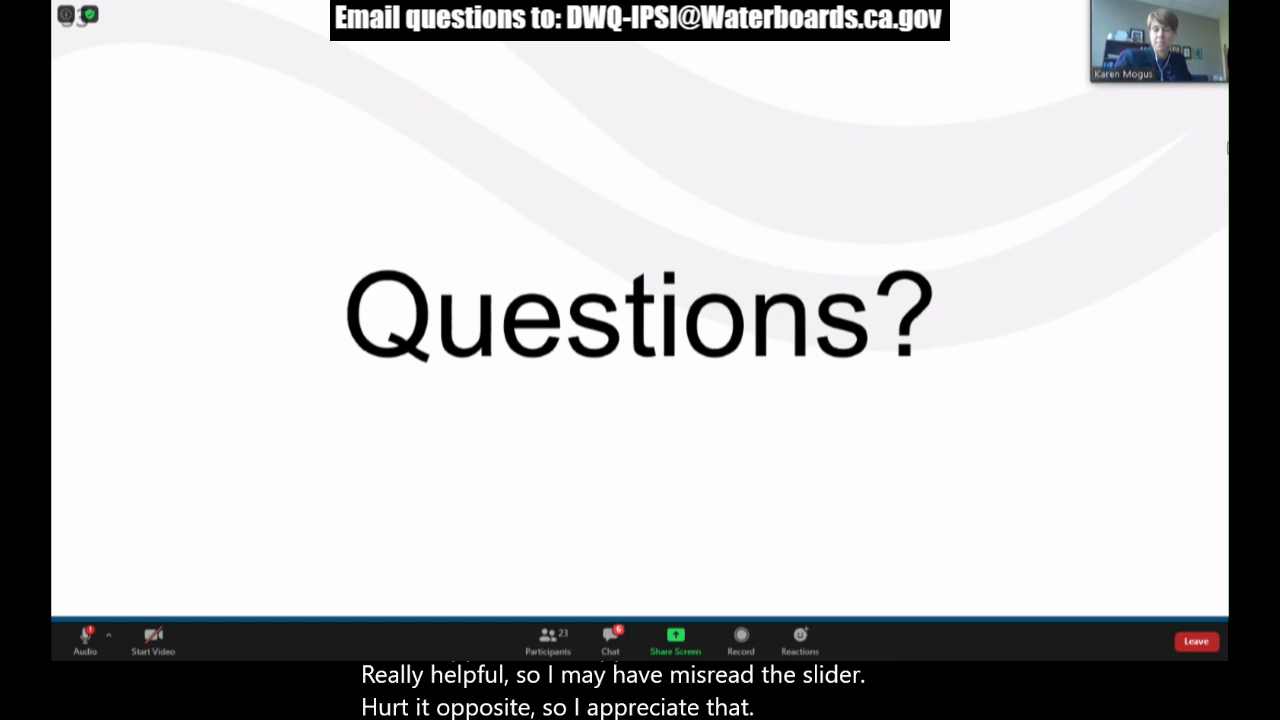 Email questions to: DWQ-IPSI@Waterboards.ca.gov
Karen Mogus
Questions?
Audio
Start Video
23
Participants
6
Chat
Share Screen
Record
Reactions
Leave
Really helpful, so I may have misread the slider.
Hurt it opposite, so I appreciate that.